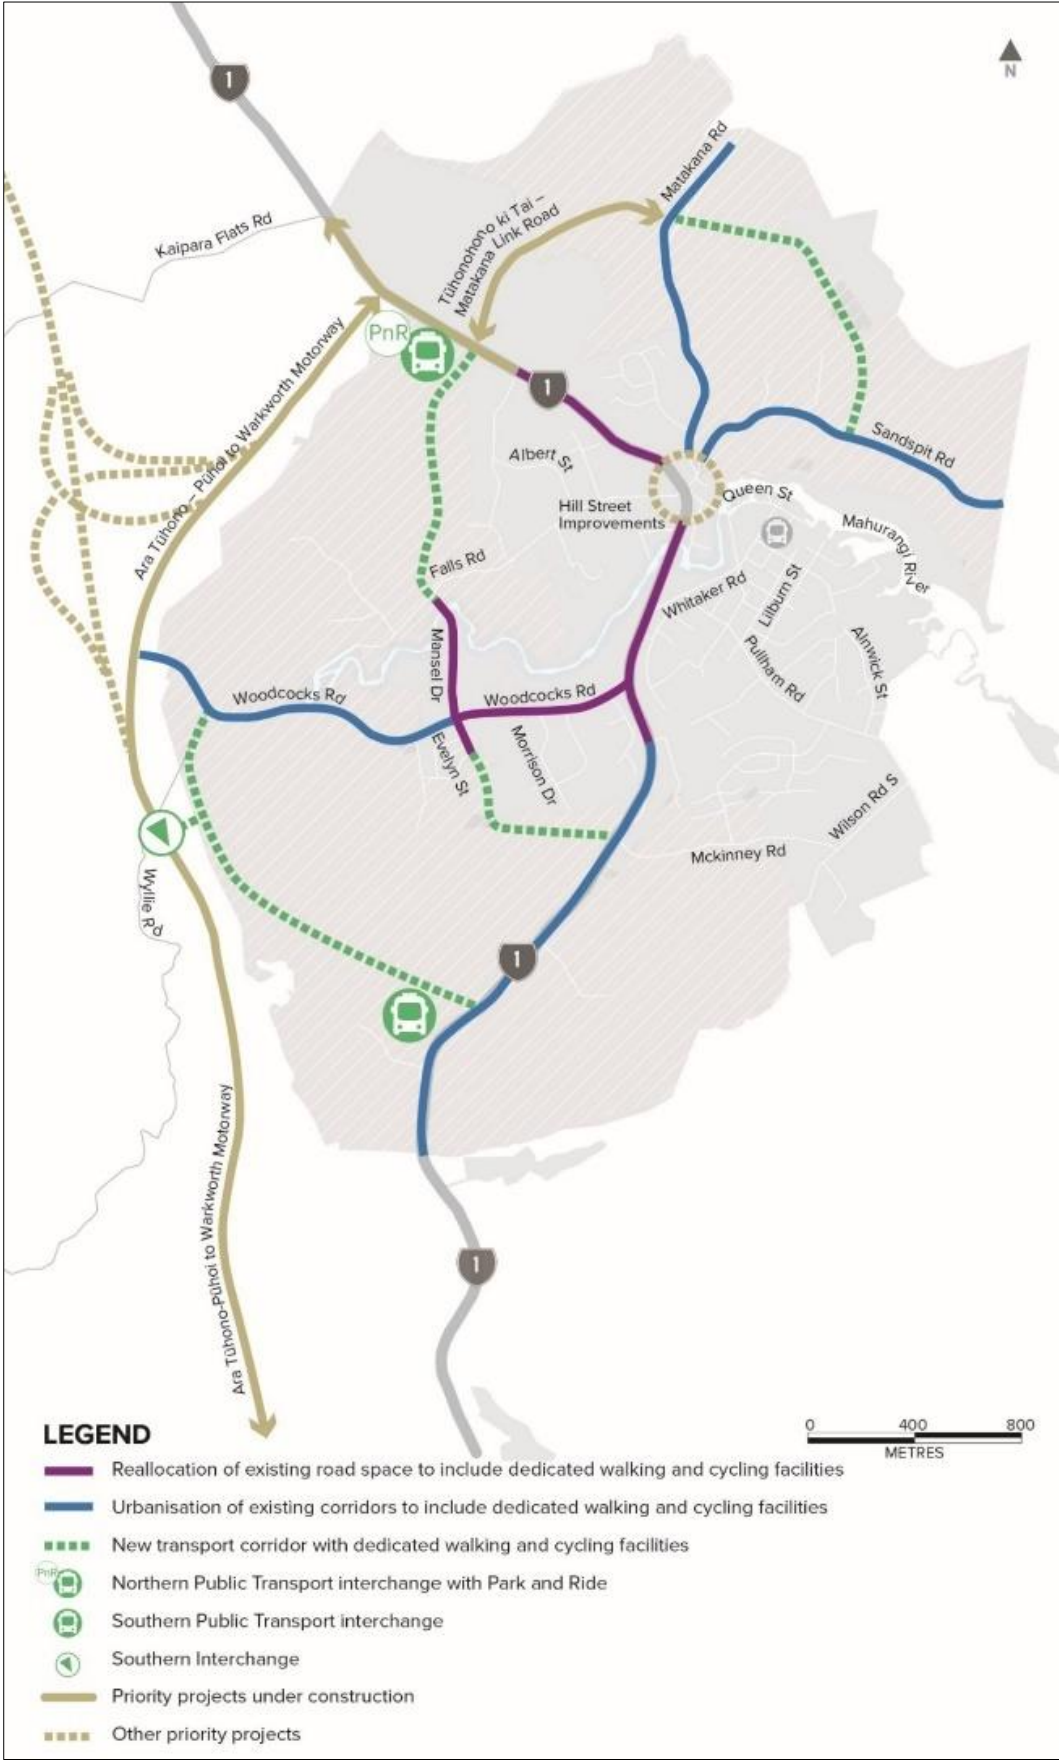 1
N
Matakana Rd
Kaipara Flats Rd
Tūhonohono ki Tai –
Matakana Link Road
PnR
Ara Tūhono – Pūhoi to Warkworth Motorway
1
Albert St
Sandspit Rd
Hill Street
Improvements
Queen St
Mahurangi River
Falls Rd
Whitaker Rd
Lilburn St
Pullham Rd
Alnwick St
Mansel Dr
Woodcocks Rd
Woodcocks Rd
Evelyn St
Morrison Dr
Wilson Rd S
Mckinney Rd
Wyllie Rd
1
Ara Tūhono-Pūhoi to Warkworth Motorway
1
0 400 800
METRES
LEGEND
Reallocation of existing road space to include dedicated walking and cycling facilities
Urbanisation of existing corridors to include dedicated walking and cycling facilities
New transport corridor with dedicated walking and cycling facilities
PnR
Northern Public Transport interchange with Park and Ride
Southern Public Transport interchange
Southern Interchange
Priority projects under construction
Other priority projects